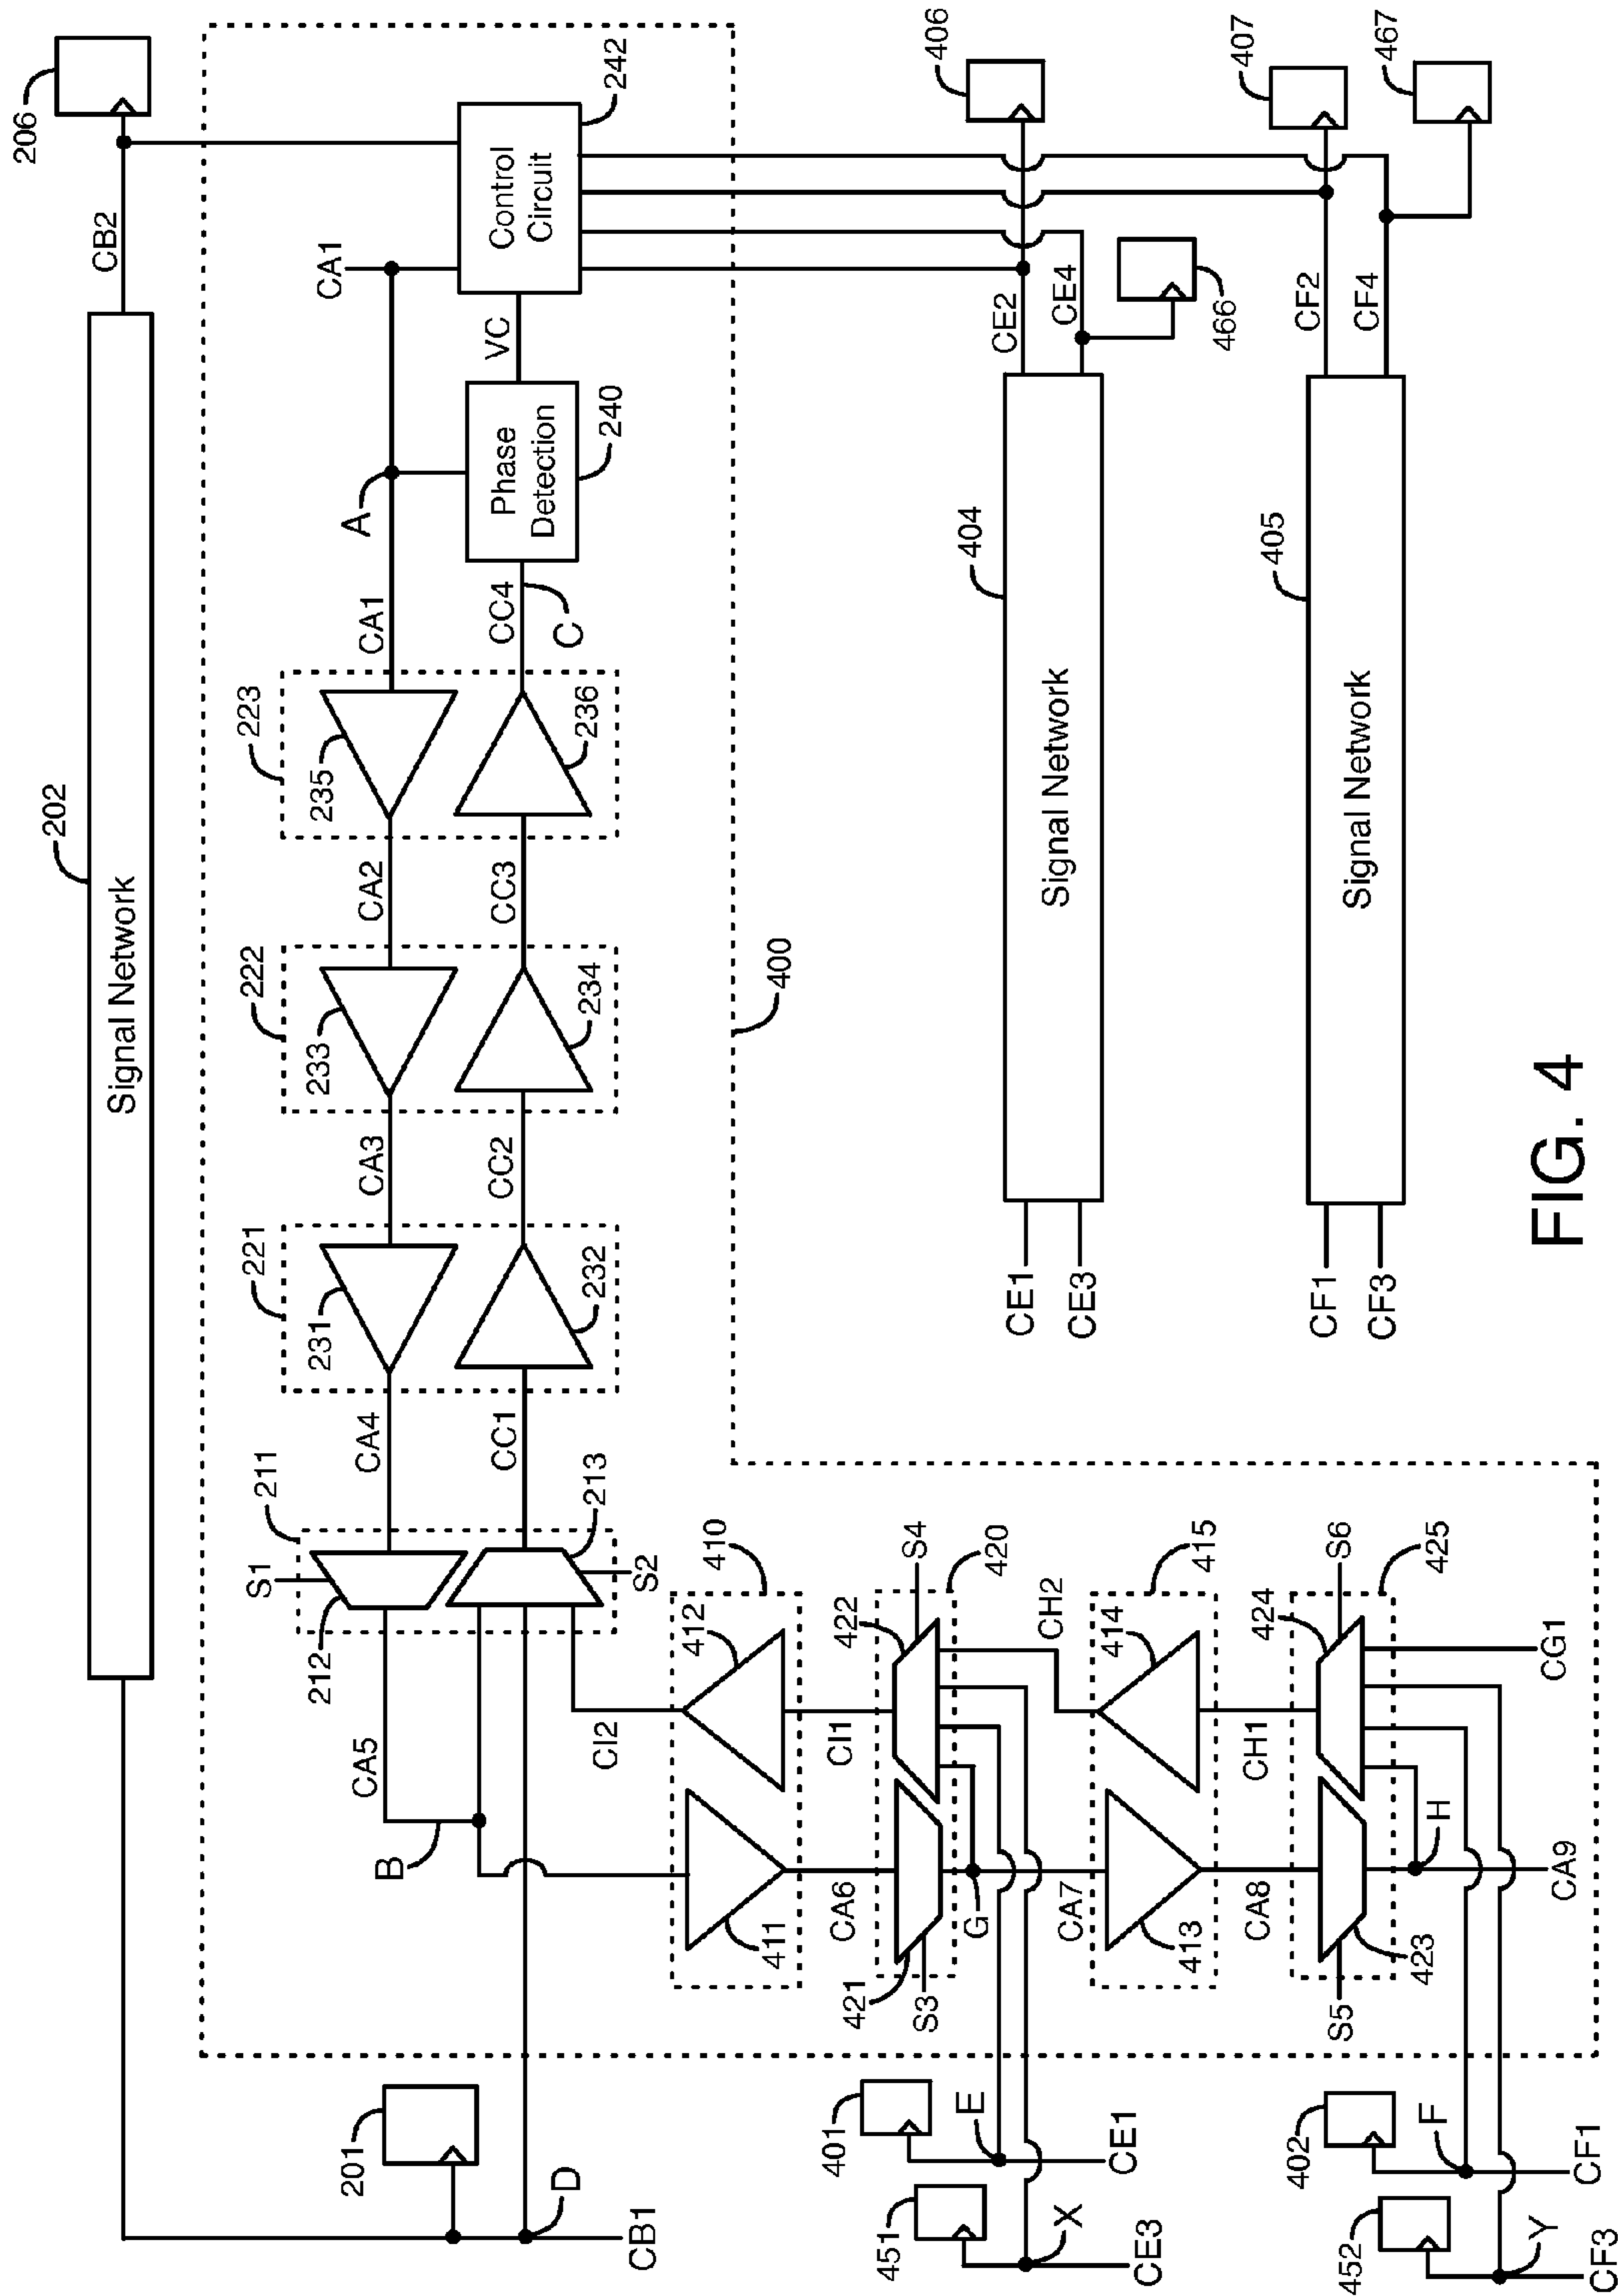 202
206
Signal Network
CB2
CB1
201
D
211
S1
212
213
S2
CA5
B
CA4
CC1
221
231
232
CA3
CC2
222
233
234
CA2
CC3
223
235
236
CA1
CC4
C
A
CA1
Phase
Detection
240
VC
Control
Circuit
242
400
410
411
412
CI2
CA6
CI1
420
421
422
S3
S4
G
CH2
CA7
415
413
414
CA8
CH1
425
423
424
S5
S6
H
CA9
CG1
401
E
CE1
451
X
CE3
402
F
CF1
452
Y
CF3
404
Signal Network
CE1
CE3
CE2
CE4
406
466
405
Signal Network
CF1
CF3
CF2
CF4
407
467
FIG. 4